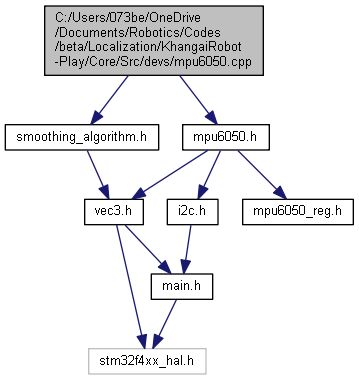 C:/Users/073be/OneDrive
/Documents/Robotics/Codes
/beta/Localization/KhangaiRobot
-Play/Core/Src/devs/mpu6050.cpp
smoothing_algorithm.h
mpu6050.h
vec3.h
i2c.h
mpu6050_reg.h
main.h
stm32f4xx_hal.h